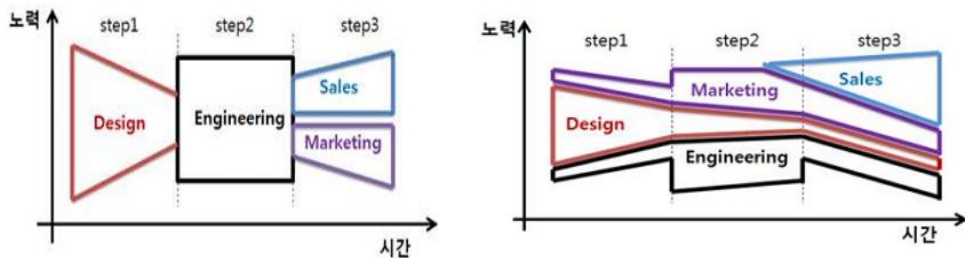 노력
step1 step2 step3
Design
Engineering
Sales
Marketing
시간
노력
step1 step2 step3
Design
Marketing
Engineering
Sales
시간